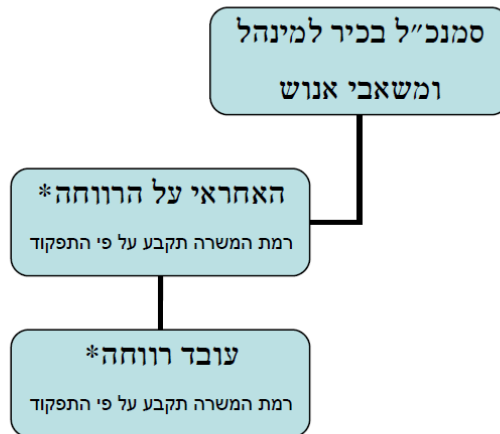 סמנכ״ל בכיר למינהל
ומשאבי אנוש
האחראי על הרווחה*
רמת המשרה תקבע על פי התפקוד
עובד רווחה*
רמת המשרה תקבע על פי התפקוד